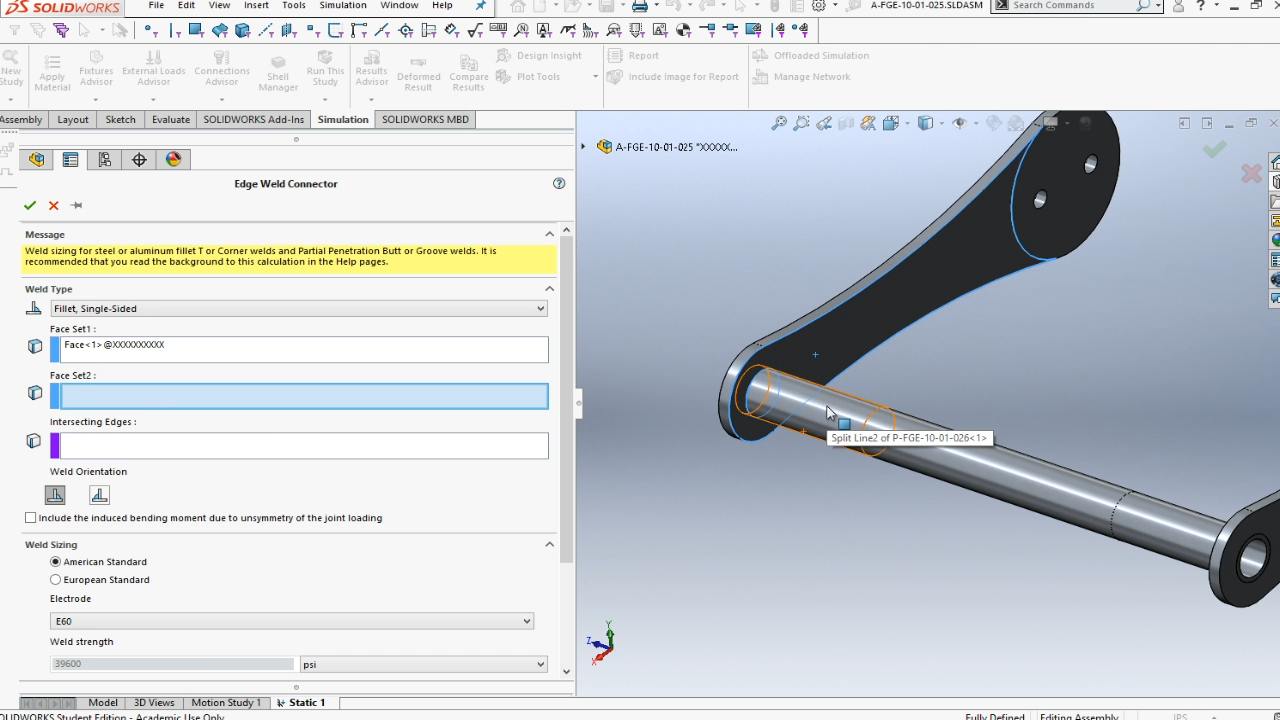 SOLIDWORKS File Edit View Insert Tools Simulation Window Help A-FGE-10-01-025.SLDASM Search Commands
New Study Apply Material Fixtures Advisor External Loads Advisor Connections Advisor Shell Manager Run This Study Results Advisor Deformed Result Compare Results Design Insight Plot Tools Report Include Image for Report Offloaded Simulation Manage Network
Assembly Layout Sketch Evaluate SOLIDWORKS Add-Ins Simulation SOLIDWORKS MBD
A-FGE-10-01-025 "XXXXX...
Edge Weld Connector
Message
Weld sizing for steel or aluminum fillet T or Corner welds and Partial Penetration Butt or Groove welds. It is
recommended that you read the background to this calculation in the Help pages.
Weld Type
Fillet, Single-Sided
Face Set1 :
Face<1>@XXXXXXXXXX
Face Set2 :
Intersecting Edges :
Weld Orientation
Include the induced bending moment due to unsymmetry of the joint loading
Weld Sizing
American Standard
European Standard
Electrode
E60
Weld strength
39600 psi
Split Line2 of P-FGE-10-01-026<1>
Y
Z
X
Model 3D Views Motion Study 1 Static 1
SOLIDWORKS Student Edition - Academic Use Only Fully Defined Editing Assembly IPS